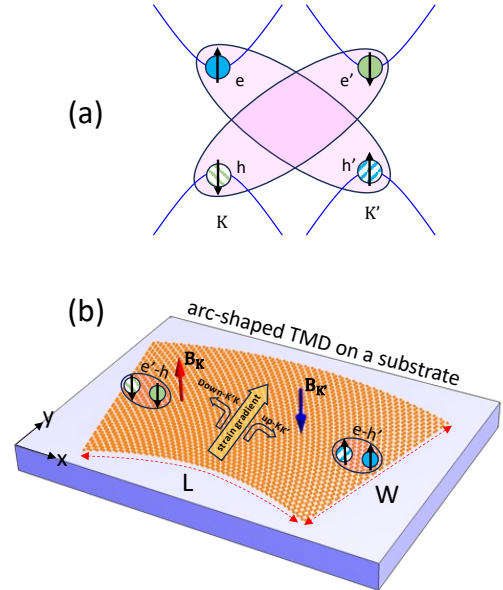 (a)
e
e'
h
h'
K
K'
(b)
arc-shaped TMD on a substrate
B_K
e'-h
Down-K'K
B_K'
strain gradient
up-KK'
e-h'
y
x
L
W